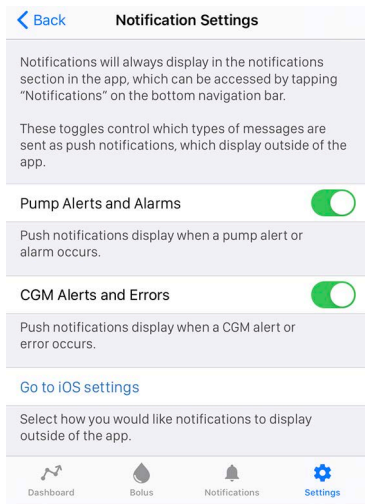 Back
Notification Settings
Notifications will always display in the notifications
section in the app, which can be accessed by tapping
“Notifications” on the bottom navigation bar.
These toggles control which types of messages are
sent as push notifications, which display outside of the
app.
Pump Alerts and Alarms
Push notifications display when a pump alert or
alarm occurs.
CGM Alerts and Errors
Push notifications display when a CGM alert or
error occurs.
Go to iOS settings
Select how you would like notifications to display
outside of the app.
Dashboard
Bolus
Notifications
Settings